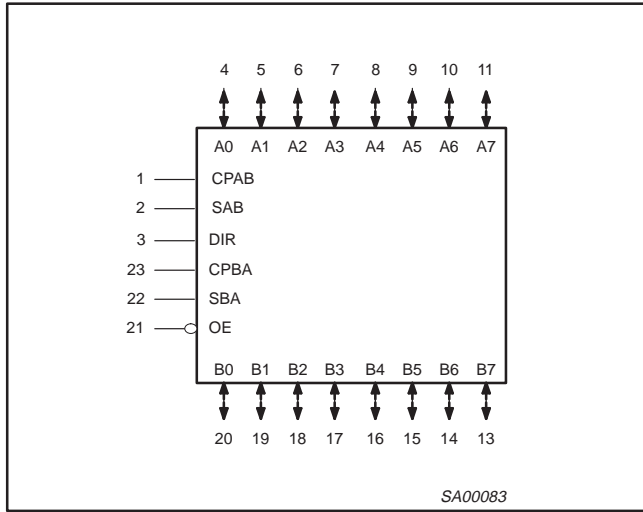 4 5 6 7 8 9 10 11
A0 A1 A2 A3 A4 A5 A6 A7
1 CPAB
2 SAB
3 DIR
23 CPBA
22 SBA
21 OE
B0 B1 B2 B3 B4 B5 B6 B7
20 19 18 17 16 15 14 13
SA00083